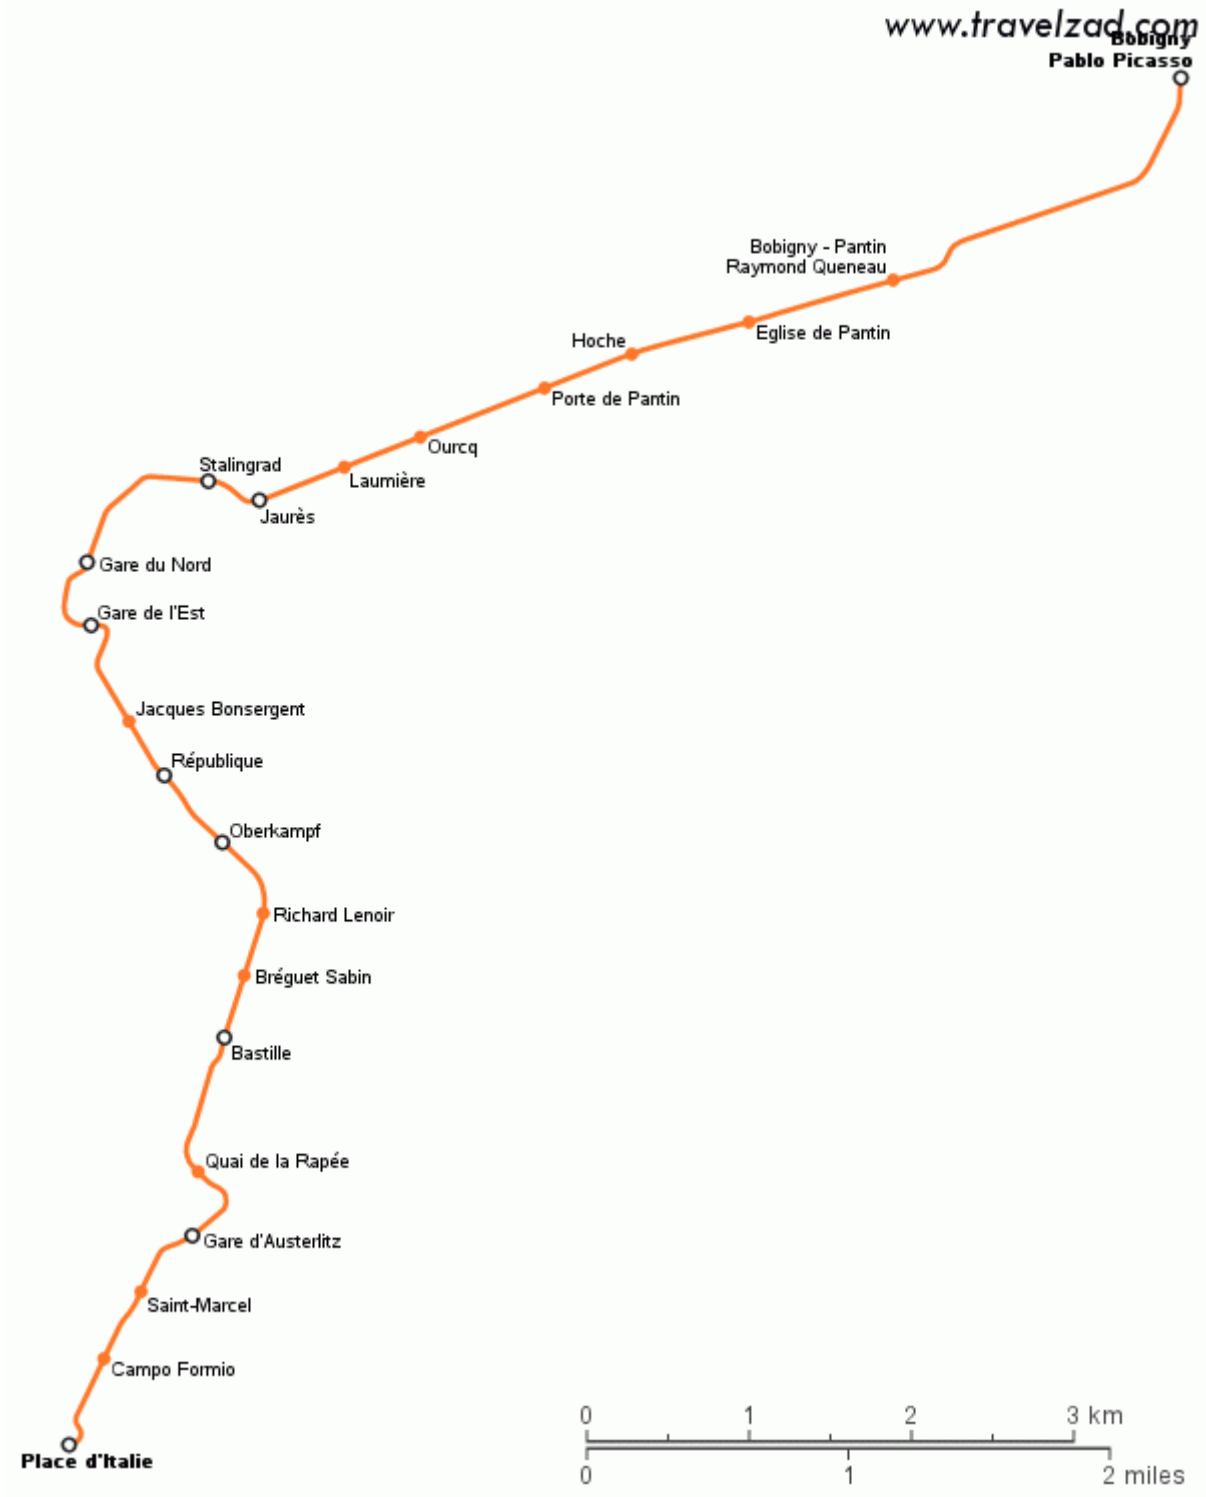 www.travelzad.com
Bobigny
Pablo Picasso
Bobigny - Pantin
Raymond Queneau
Eglise de Pantin
Hoche
Porte de Pantin
Ourcq
Laumière
Stalingrad
Jaurès
Gare du Nord
Gare de l'Est
Jacques Bonsergent
République
Oberkampf
Richard Lenoir
Bréguet Sabin
Bastille
Quai de la Rapée
Gare d'Austerlitz
Saint-Marcel
Campo Formio
Place d'Italie
0 1 2 3 km
0 1 2 miles